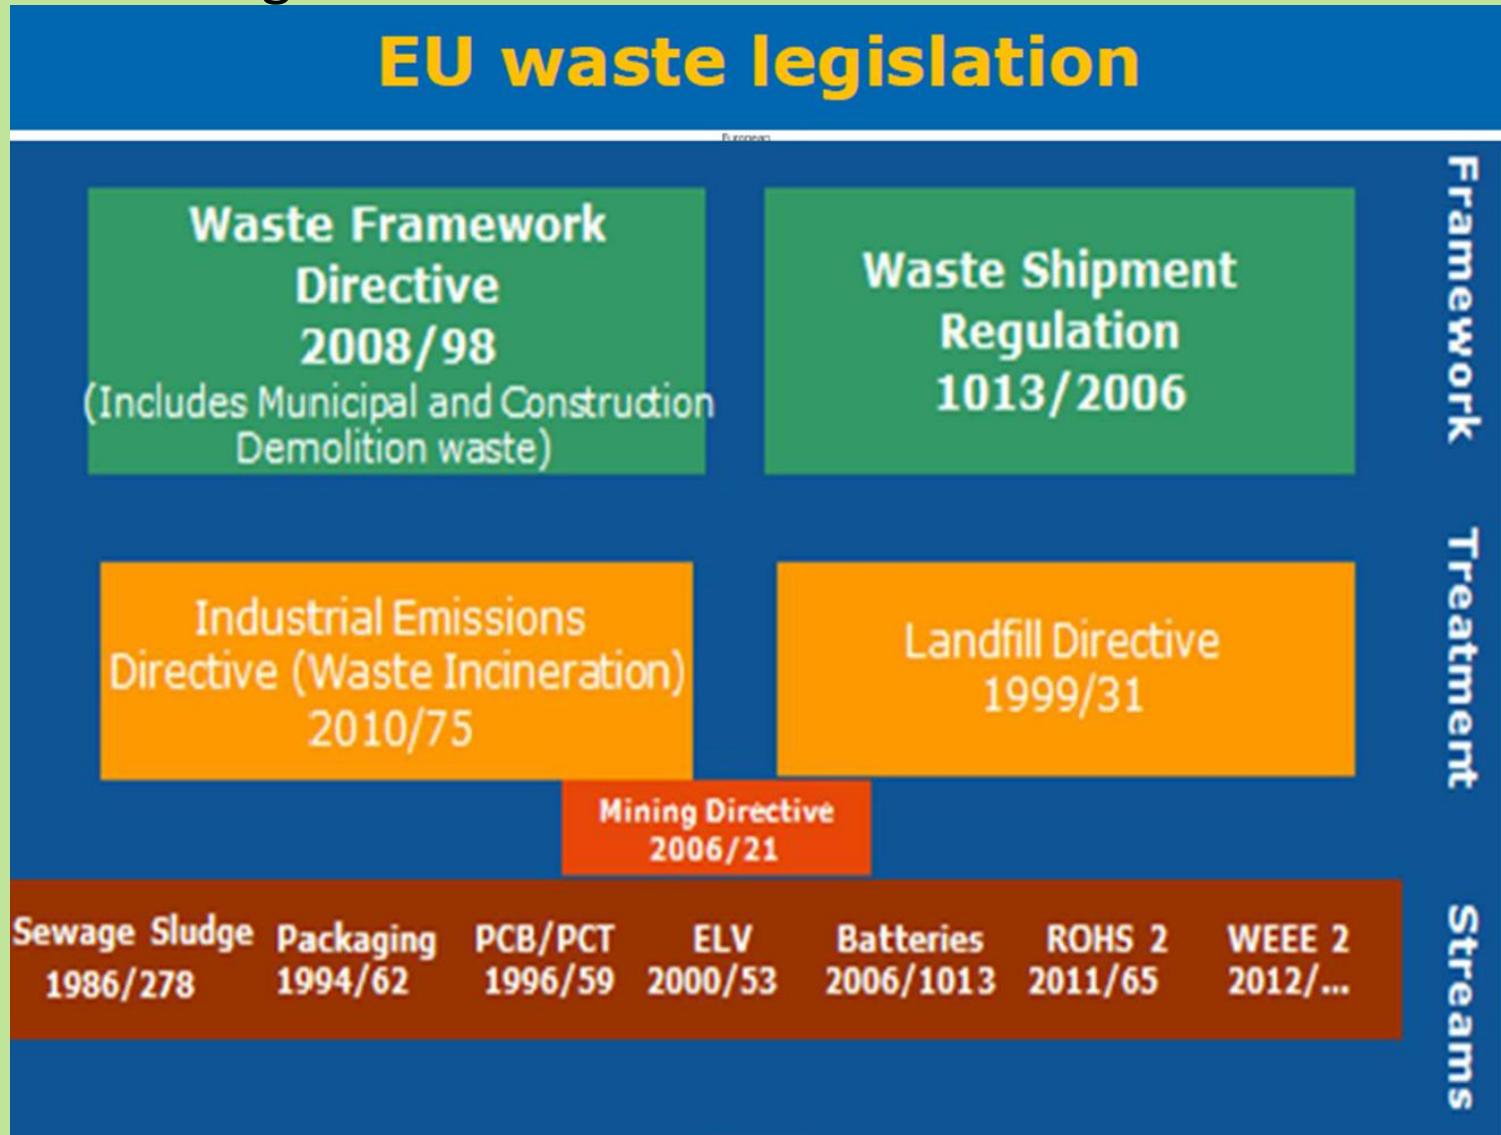 EU waste legislation
European
Waste Framework
Directive
2008/98
(Includes Municipal and Construction
Demolition waste)
Waste Shipment
Regulation
1013/2006
Framework
Industrial Emissions
Directive (Waste Incineration)
2010/75
Landfill Directive
1999/31
Treatment
Mining Directive
2006/21
Sewage Sludge
1986/278
Packaging
1994/62
PCB/PCT
1996/59
ELV
2000/53
Batteries
2006/1013
ROHS 2
2011/65
WEEE 2
2012/...
Streams